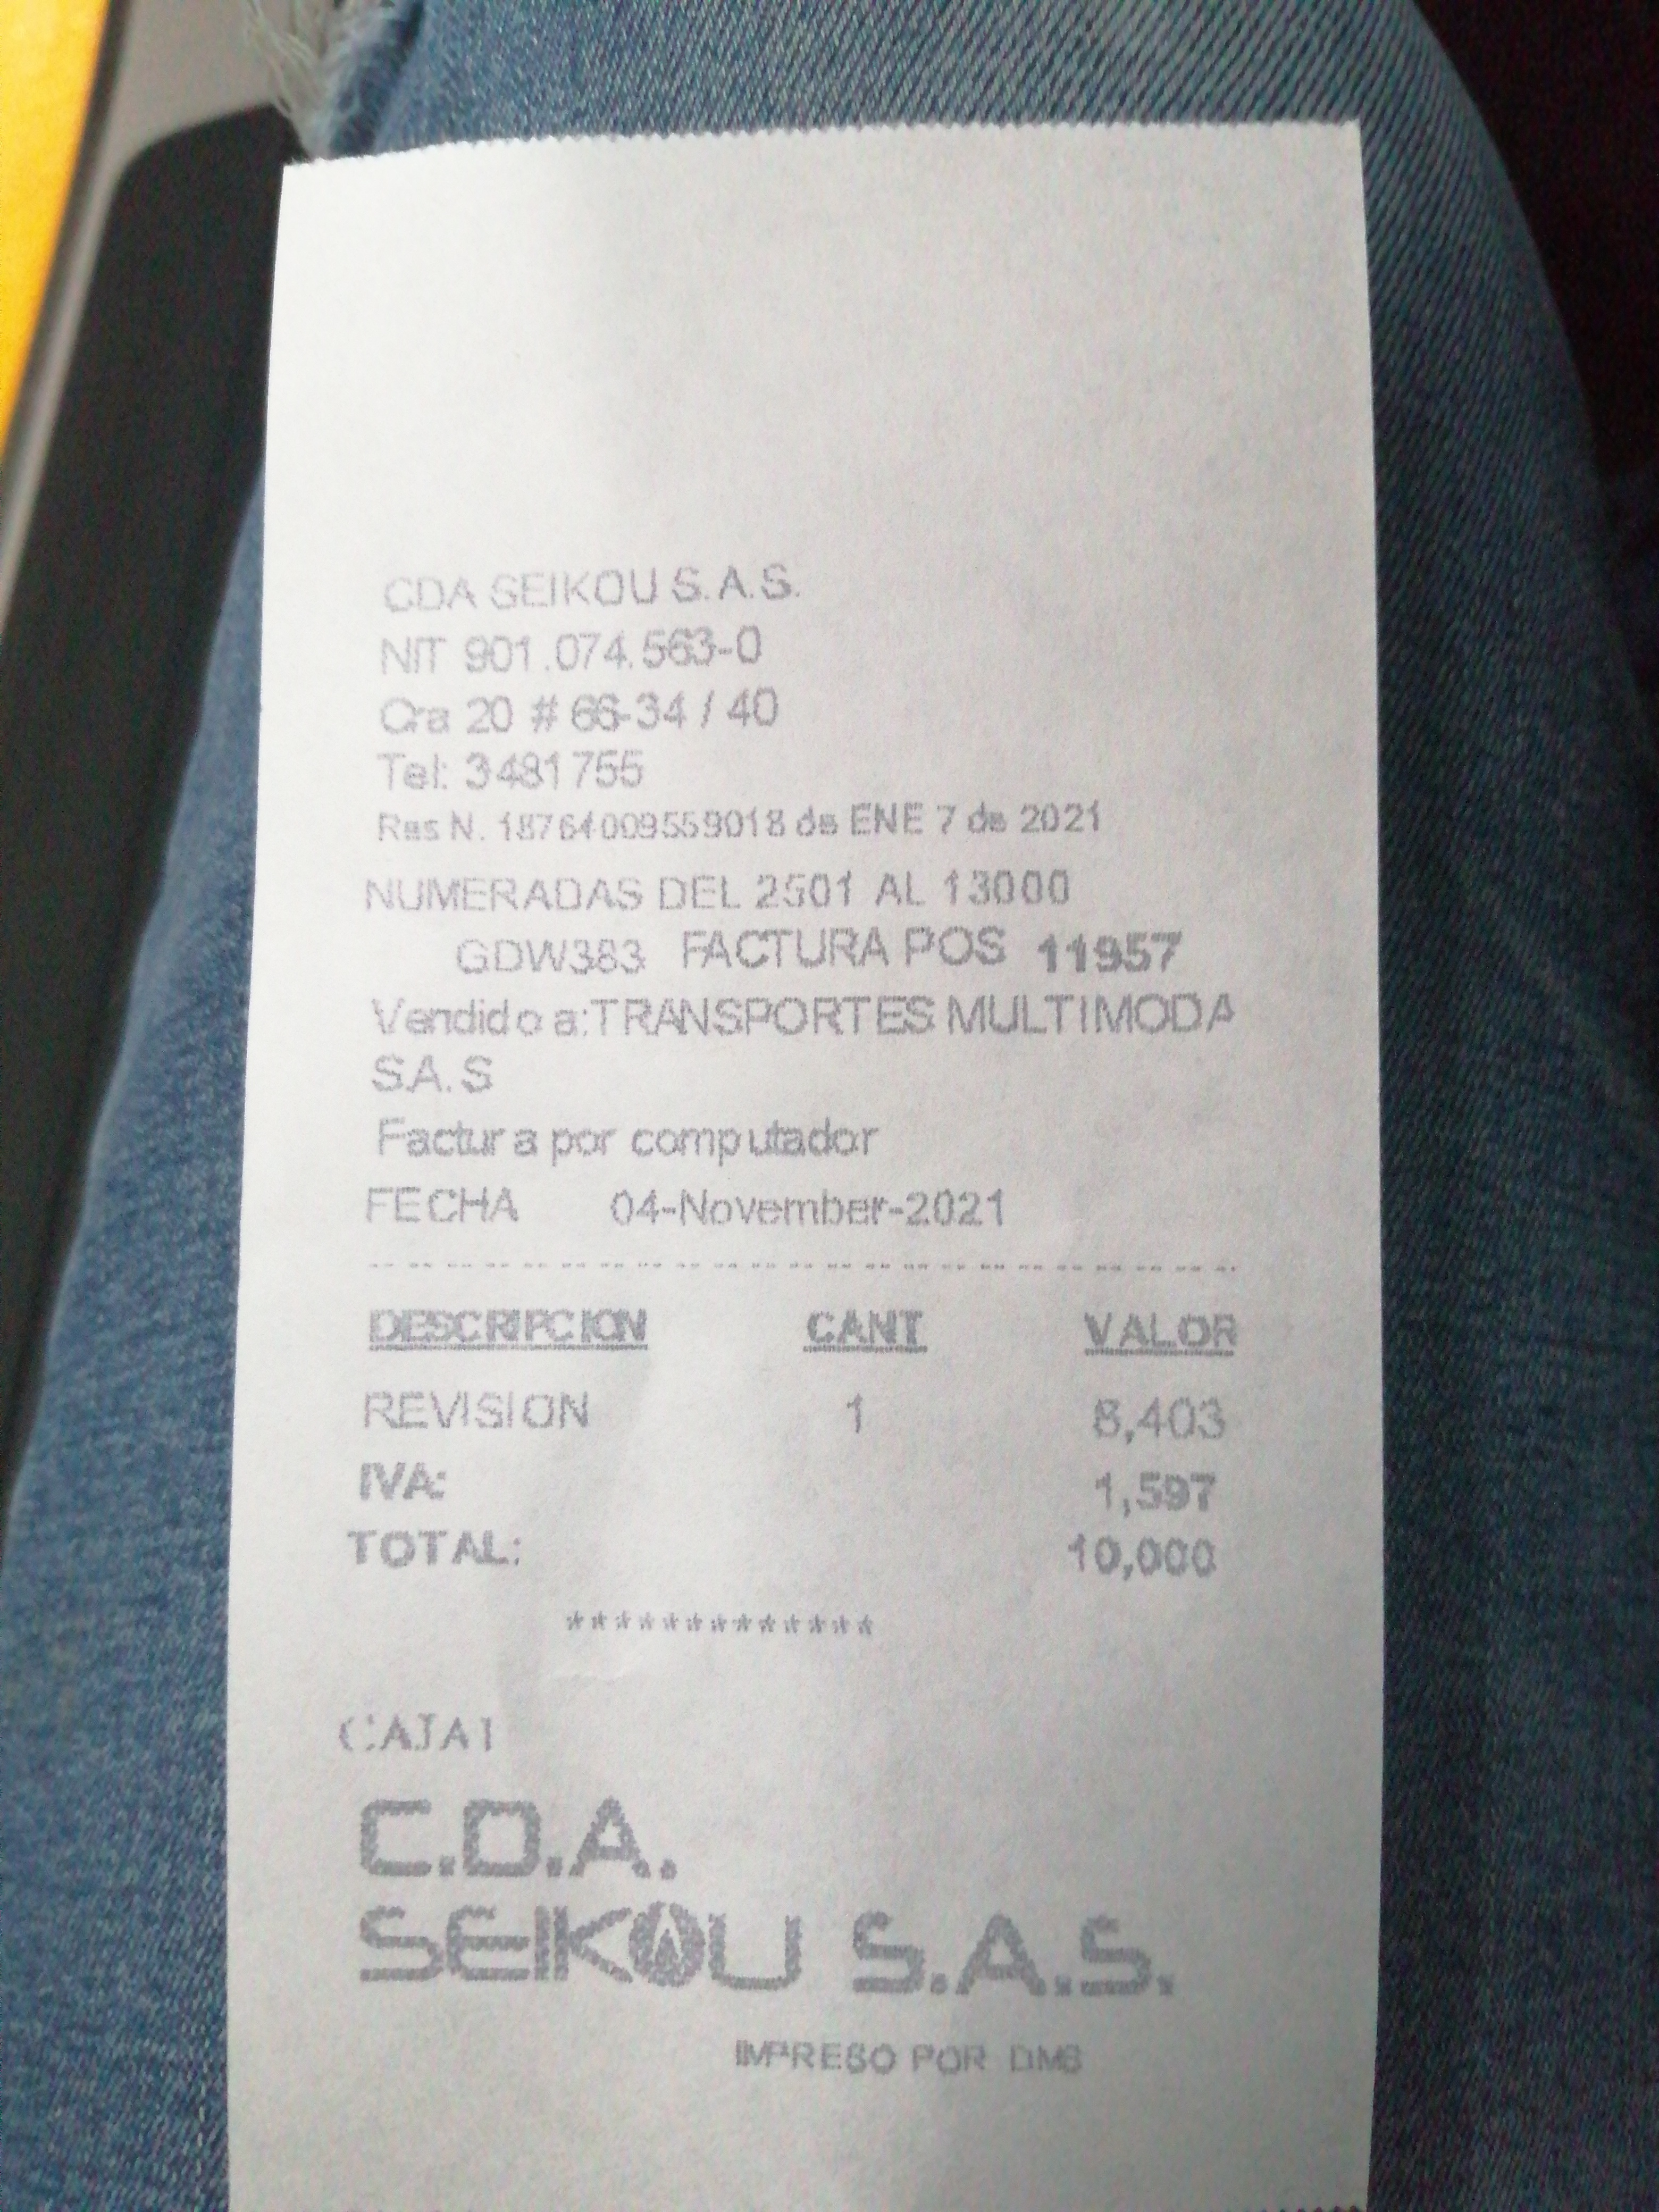 CDA SEIKOU S.A.S.
NIT 901.074.563-0
Cra 20 # 66-34 / 40
Tel: 3481755
Res N. 18764009559018 de ENE 7 de 2021
NUMERADAS DEL 2501 AL 13000
GDW383 FACTURA POS 11957
Vendido a:TRANSPORTES MULTIMODA
S.A.S
Factura por computador
FECHA 04-November-2021
DESCRIPCION CANT VALOR
REVISION 1 8,403
IVA: 1,597
TOTAL: 10,000
*************
CAJA1
C.D.A.
SEIKOU S.A.S.
IMPRESO POR DMS